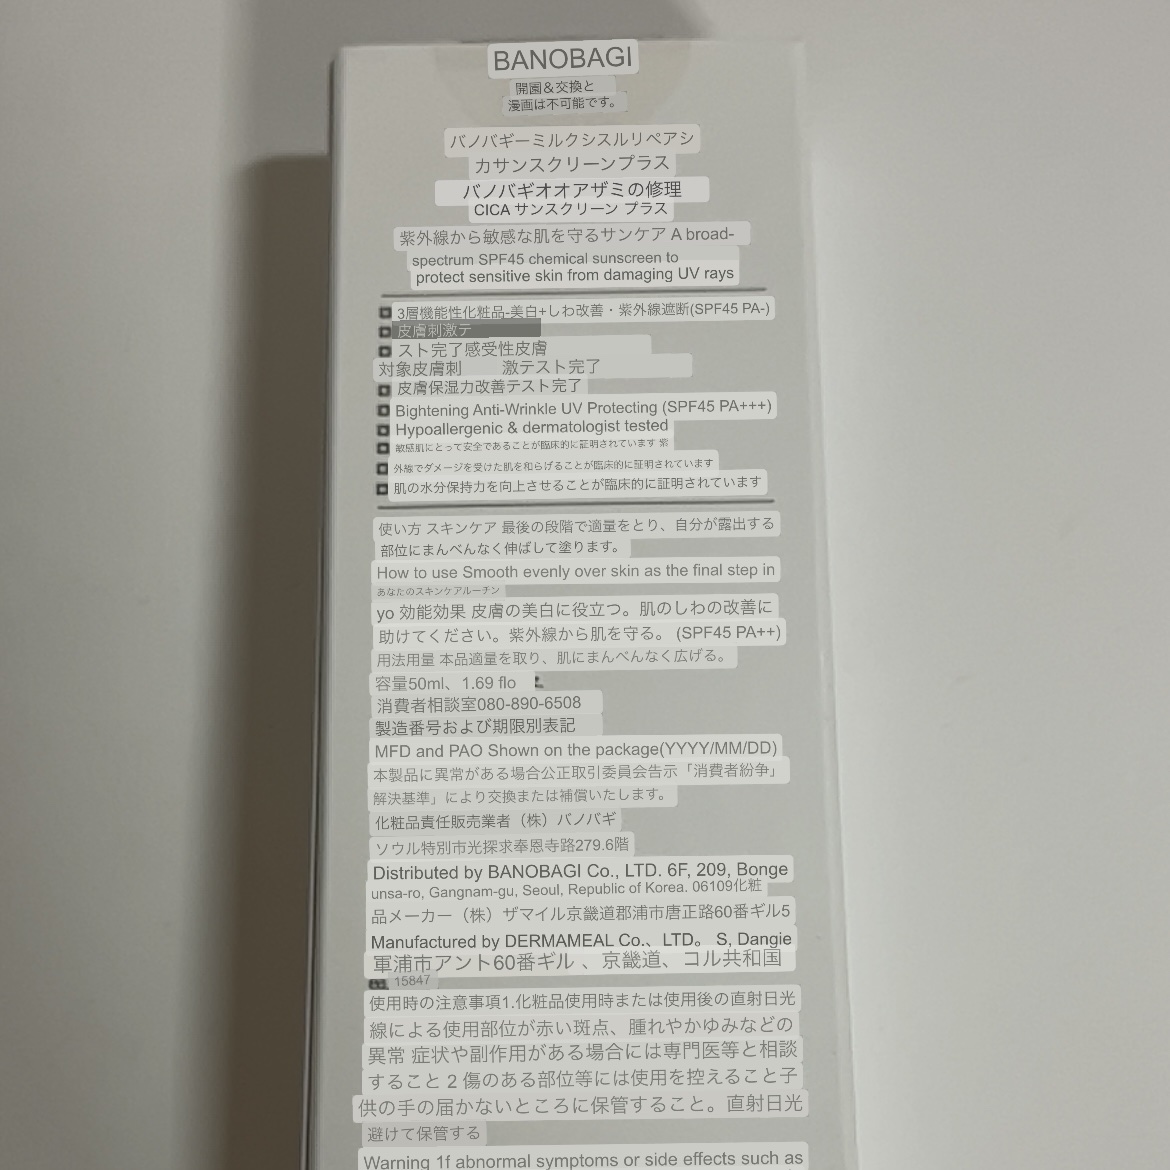 BANOBAGI
開園＆交換と
漫画は不可能です。
バノバギーミルクシスルリペアシ
カサンスクリーンプラス
バノバギオオアザミの修理
CICA サンスクリーン プラス
紫外線から敏感な肌を守るサンケア A broad-
spectrum SPF45 chemical sunscreen to
protect sensitive skin from damaging UV rays
3層機能性化粧品-美白+しわ改善・紫外線遮断(SPF45 PA-)
皮膚刺激テ
スト完了感受性皮膚
対象皮膚刺 激テスト完了
皮膚保湿力改善テスト完了
Bightening Anti-Wrinkle UV Protecting (SPF45 PA+++)
Hypoallergenic & dermatologist tested
敏感肌にとって安全であることが臨床的に証明されています 紫
外線でダメージを受けた肌を和らげることが臨床的に証明されています
肌の水分保持力を向上させることが臨床的に証明されています
使い方 スキンケア 最後の段階で適量をとり、自分が露出する
部位にまんべんなく伸ばして塗ります。
How to use Smooth evenly over skin as the final step in
あなたのスキンケアルーチン
yo 効能効果 皮膚の美白に役立つ。肌のしわの改善に
助けてください。紫外線から肌を守る。 (SPF45 PA++)
用法用量 本品適量を取り、肌にまんべんなく広げる。
容量50ml、1.69 flo
消費者相談室080-890-6508
製造番号および期限別表記
MFD and PAO Shown on the package(YYYY/MM/DD)
本製品に異常がある場合公正取引委員会告示「消費者紛争」
解決基準」により交換または補償いたします。
化粧品責任販売業者（株）バノバギ
ソウル特別市光探求奉恩寺路279.6階
Distributed by BANOBAGI Co., LTD. 6F, 209, Bonge
unsa-ro, Gangnam-gu, Seoul, Republic of Korea. 06109化粧
品メーカー（株）ザマイル京畿道郡浦市唐正路60番ギル5
Manufactured by DERMAMEAL Co.、LTD。 S, Dangie
軍浦市アント60番ギル 、京畿道、コル共和国
15847
使用時の注意事項1.化粧品使用時または使用後の直射日光
線による使用部位が赤い斑点、腫れやかゆみなどの
異常 症状や副作用がある場合には専門医等と相談
すること 2 傷のある部位等には使用を控えること子
供の手の届かないところに保管すること。直射日光
避けて保管する
Warning 1f abnormal symptoms or side effects such as